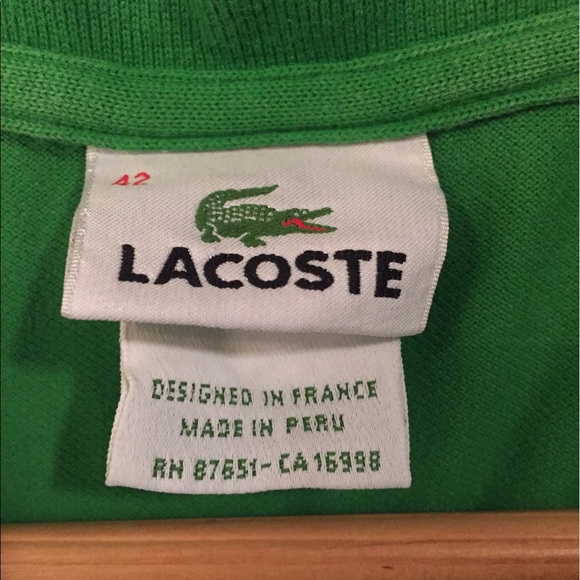 42
LACOSTE
DESIGNED IN FRANCE
MADE IN PERU
RN 87651-CA 16998